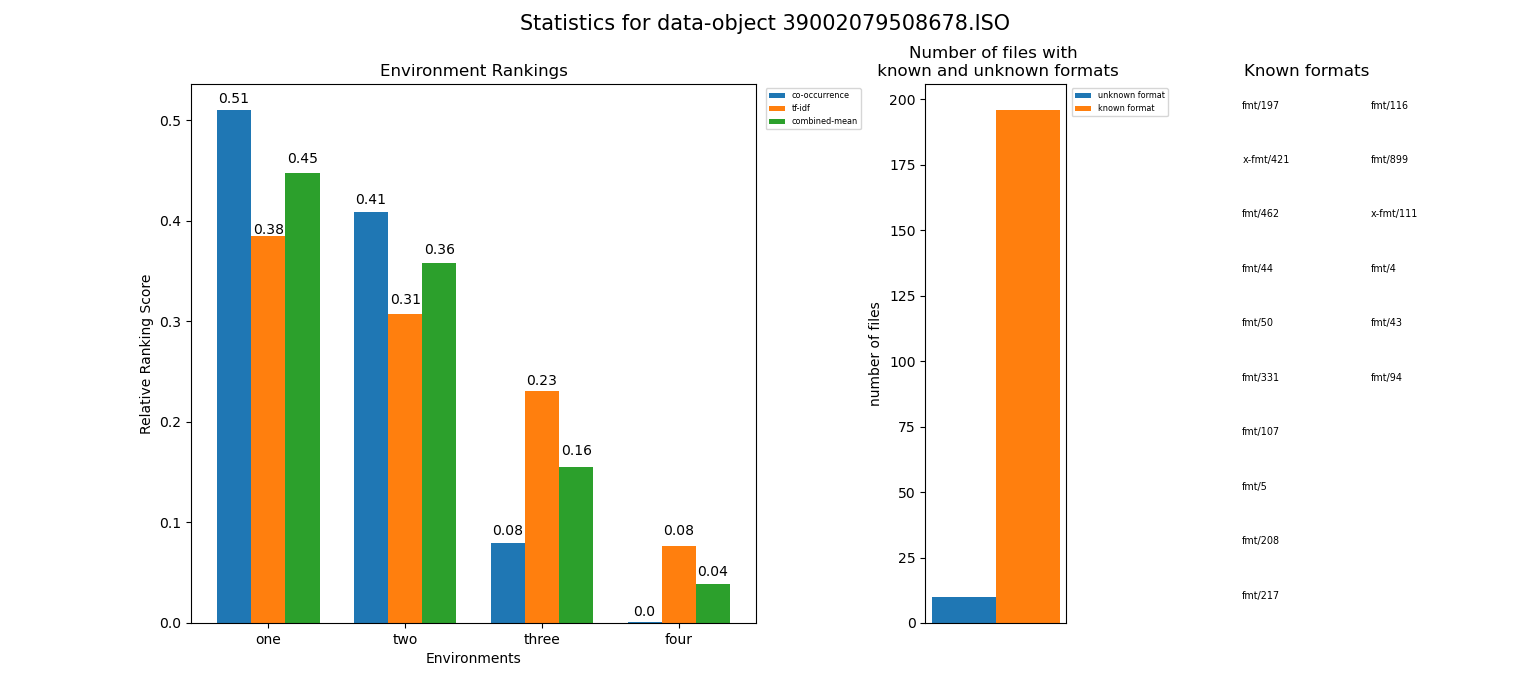 Statistics for data-object 39002079508678.ISO
Environment Rankings
0.51
0.38
0.45
0.41
0.31
0.36
0.08
0.23
0.16
0.0
0.08
0.04
0.5
0.4
0.3
0.2
0.1
0.0
Relative Ranking Score
one two three four
Environments
co-occurrence
tf-idf
combined-mean
Number of files with
known and unknown formats
200
175
150
125
100
75
50
25
0
number of files
unknown format
known format
Known formats
fmt/197 fmt/116
x-fmt/421 fmt/899
fmt/462 x-fmt/111
fmt/44 fmt/4
fmt/50 fmt/43
fmt/331 fmt/94
fmt/107
fmt/5
fmt/208
fmt/217